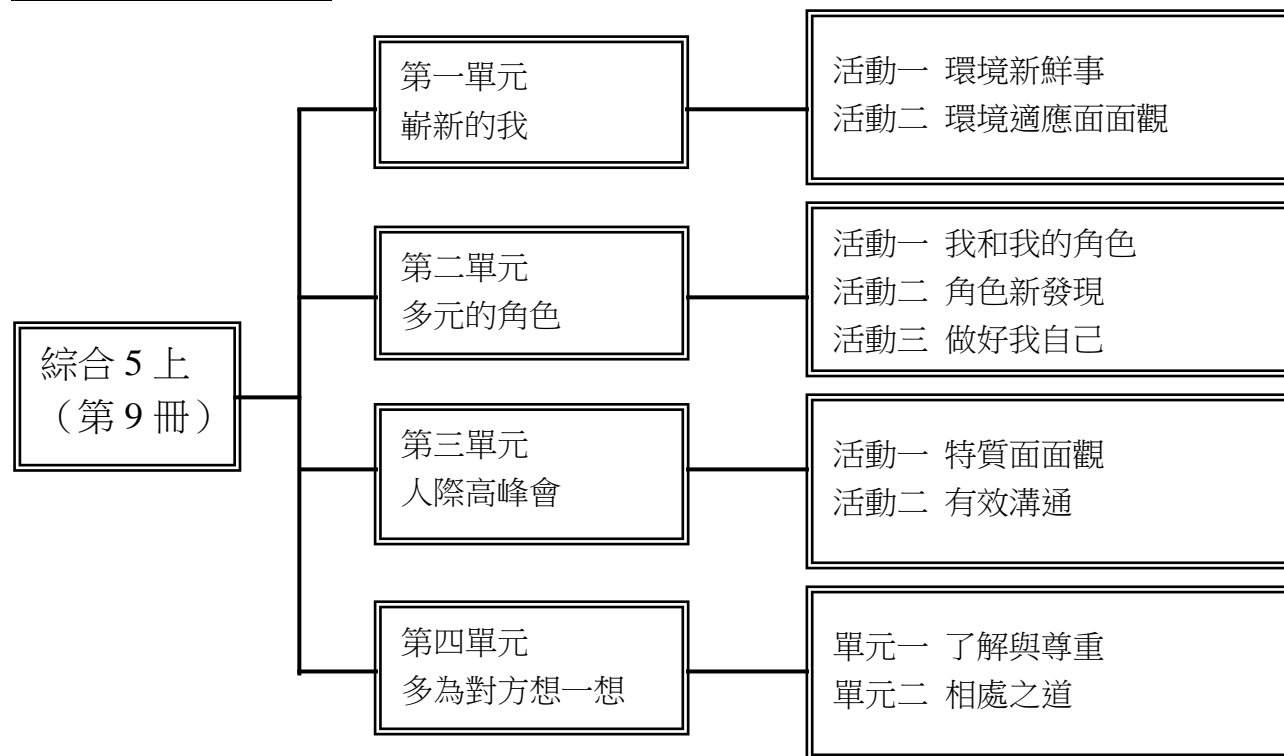 綜合 5 上
（第 9 冊）
第一單元
嶄新的我
活動一 環境新鮮事
活動二 環境適應面面觀
第二單元
多元的角色
活動一 我和我的角色
活動二 角色新發現
活動三 做好我自己
第三單元
人際高峰會
活動一 特質面面觀
活動二 有效溝通
第四單元
多為對方想一想
單元一 了解與尊重
單元二 相處之道